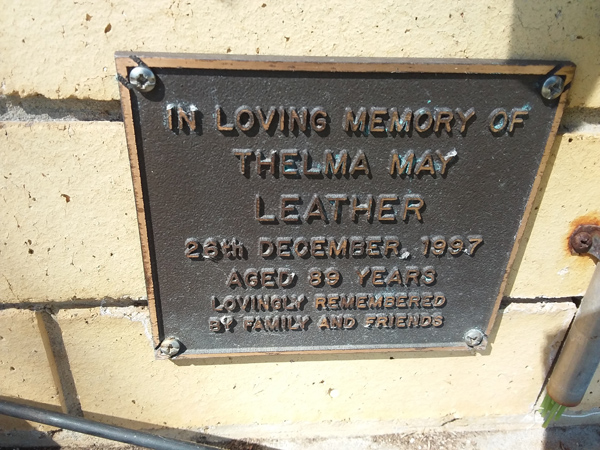 IN LOVING MEMORY OF
THELMA MAY
LEATHER
26TH DECEMBER, 1997
AGED 89 YEARS
LOVINGLY REMEMBERED
BY FAMILY AND FRIENDS